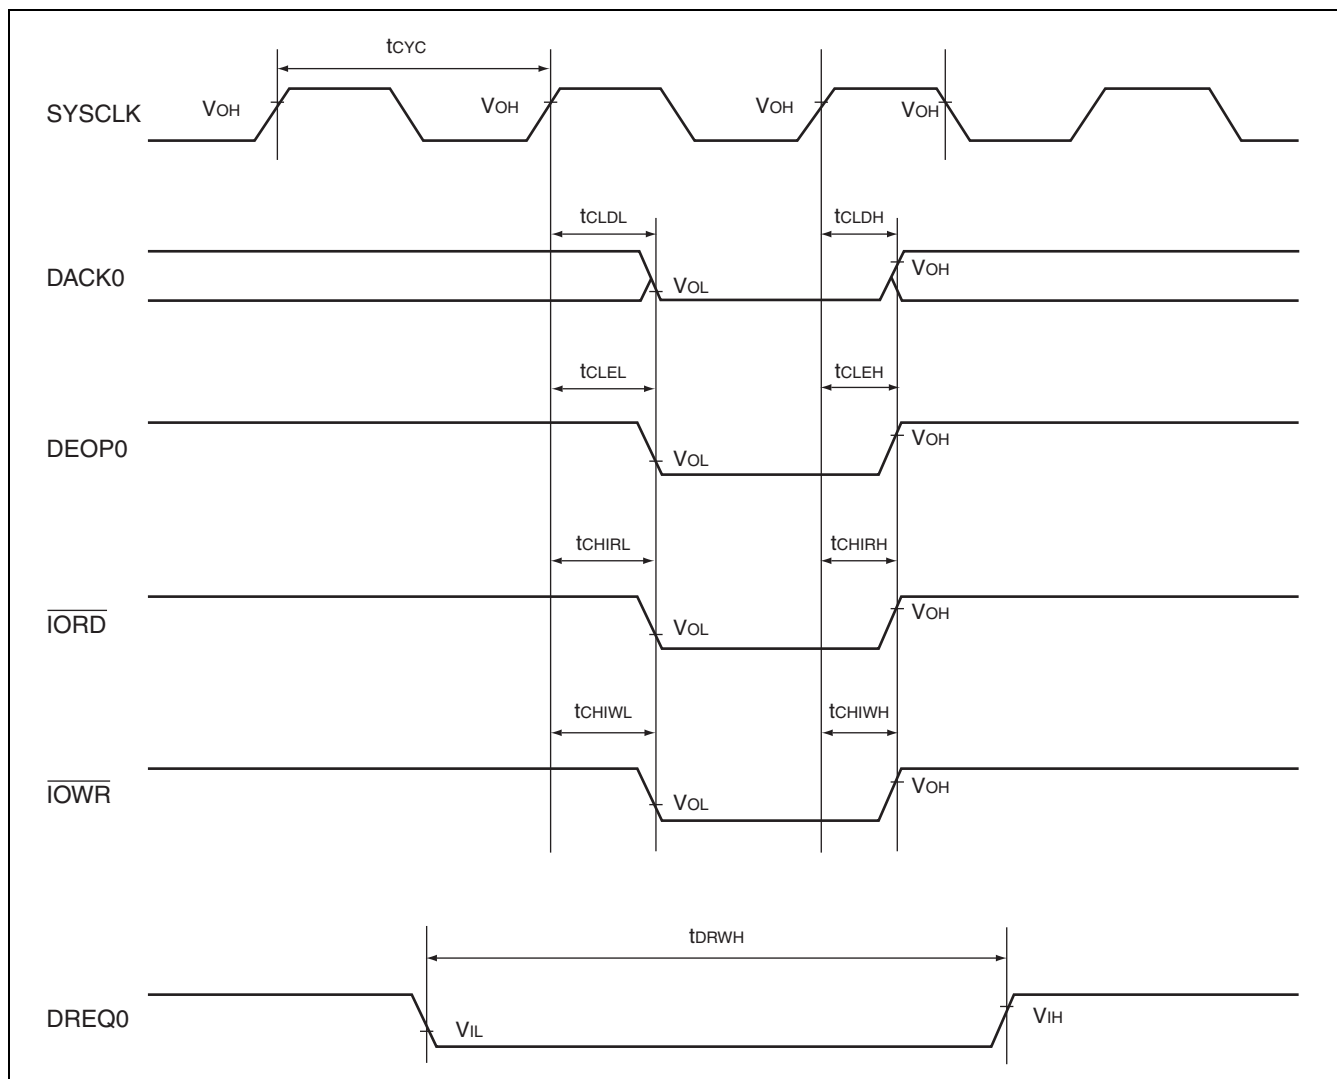 tCYC
SYSCLK VOH VOH VOH VOH
tCLDL tCLDH
DACK0 VOL VOH
tCLEL tCLEH
DEOP0 VOL VOH
tCHIRL tCHIRH
IORD VOL VOH
tCHIWL tCHIWH
IOWR VOL VOH
tDRWH
DREQ0 VIL VIH